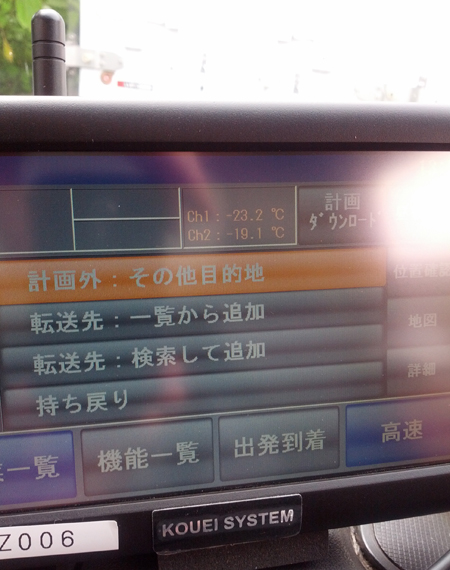 Ch1：-23.2 ℃
Ch2：-19.1 ℃
計画
ﾀﾞｳﾝﾛｰﾄﾞ
計画外：その他目的地
転送先：一覧から追加
地図
転送先：検索して追加
詳細
持ち戻り
一覧
機能一覧
出発到着
高速
KOUEI SYSTEM
Z006